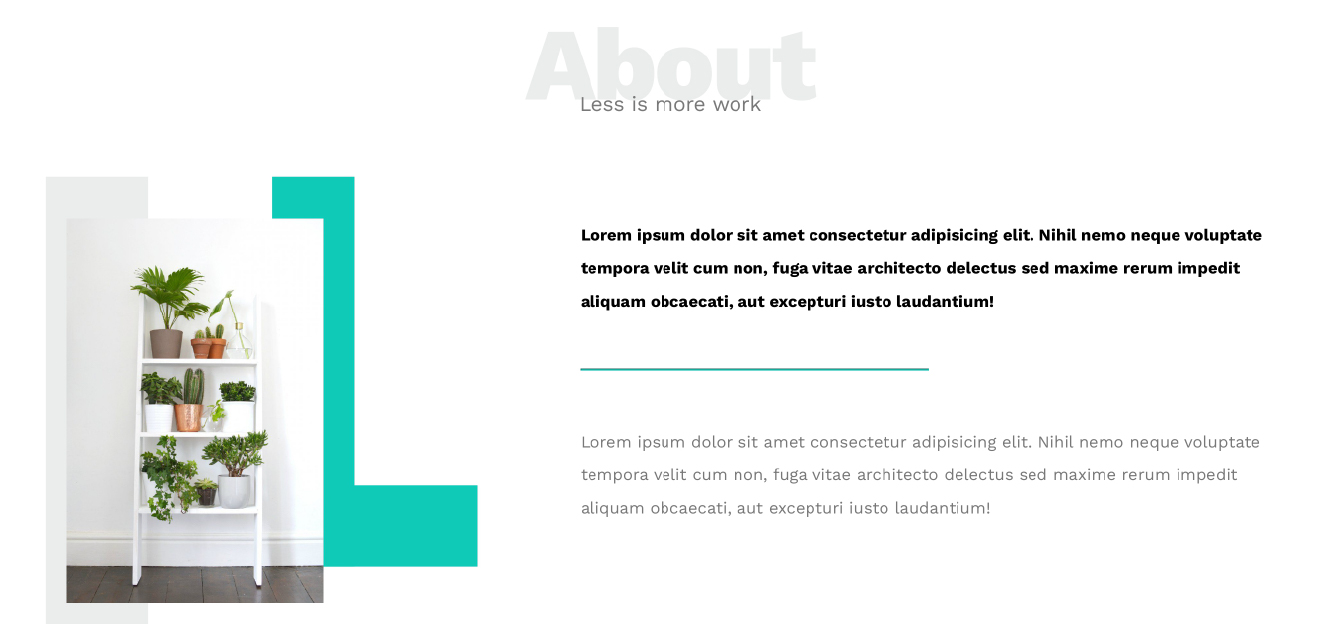 About
Less is more work
Lorem ipsum dolor sit amet consectetur adipisicing elit. Nihil nemo neque voluptate
tempora velit cum non, fuga vitae architecto delectus sed maxime rerum impedit
aliquam obcaecati, aut excepturi iusto laudantium!
Lorem ipsum dolor sit amet consectetur adipisicing elit. Nihil nemo neque voluptate
tempora velit cum non, fuga vitae architecto delectus sed maxime rerum impedit
aliquam obcaecati, aut excepturi iusto laudantium!